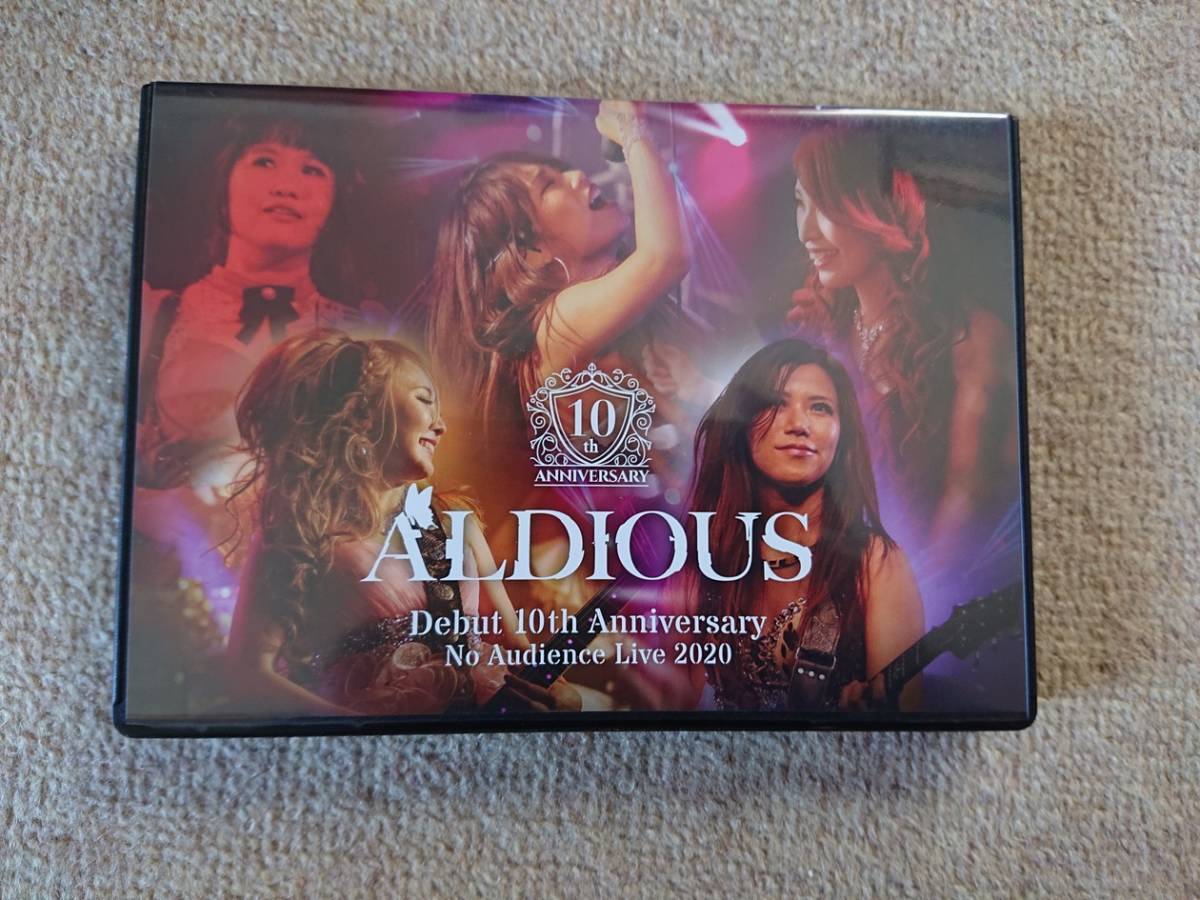 10
th
ANNIVERSARY
ALDIOUS
Debut 10th Anniversary
No Audience Live 2020